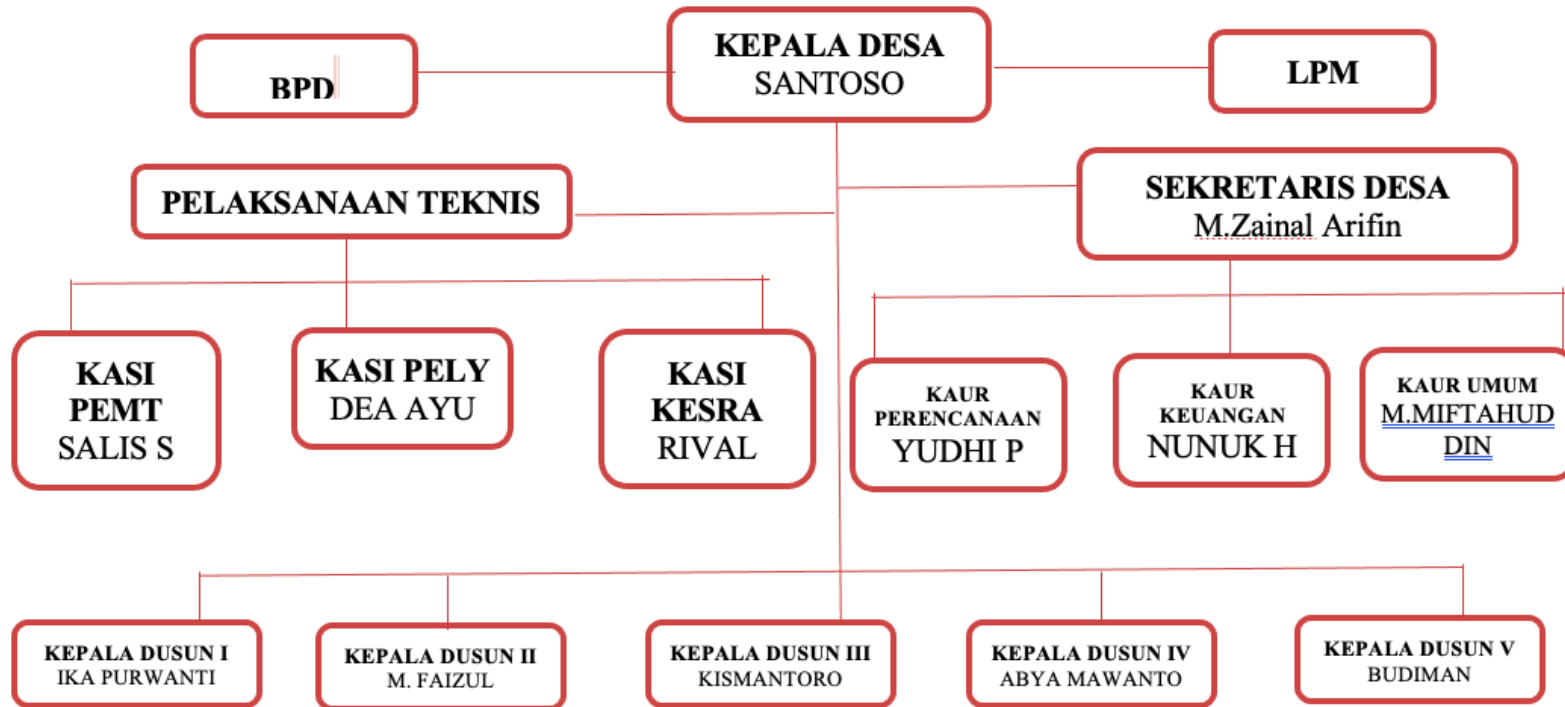 BPD
KEPALA DESA
SANTOSO
LPM
PELAKSANAAN TEKNIS
SEKRETARIS DESA
M.Zainal Arifin
KASI
PEMT
SALIS S
KASI PELY
DEA AYU
KASI
KESRA
RIVAL
KAUR
PERENCANAAN
YUDHI P
KAUR
KEUANGAN
NUNUK H
KAUR UMUM
M.MIFTAHUD
DIN
KEPALA DUSUN I
IKA PURWANTI
KEPALA DUSUN II
M. FAIZUL
KEPALA DUSUN III
KISMANTORO
KEPALA DUSUN IV
ABYA MAWANTO
KEPALA DUSUN V
BUDIMAN